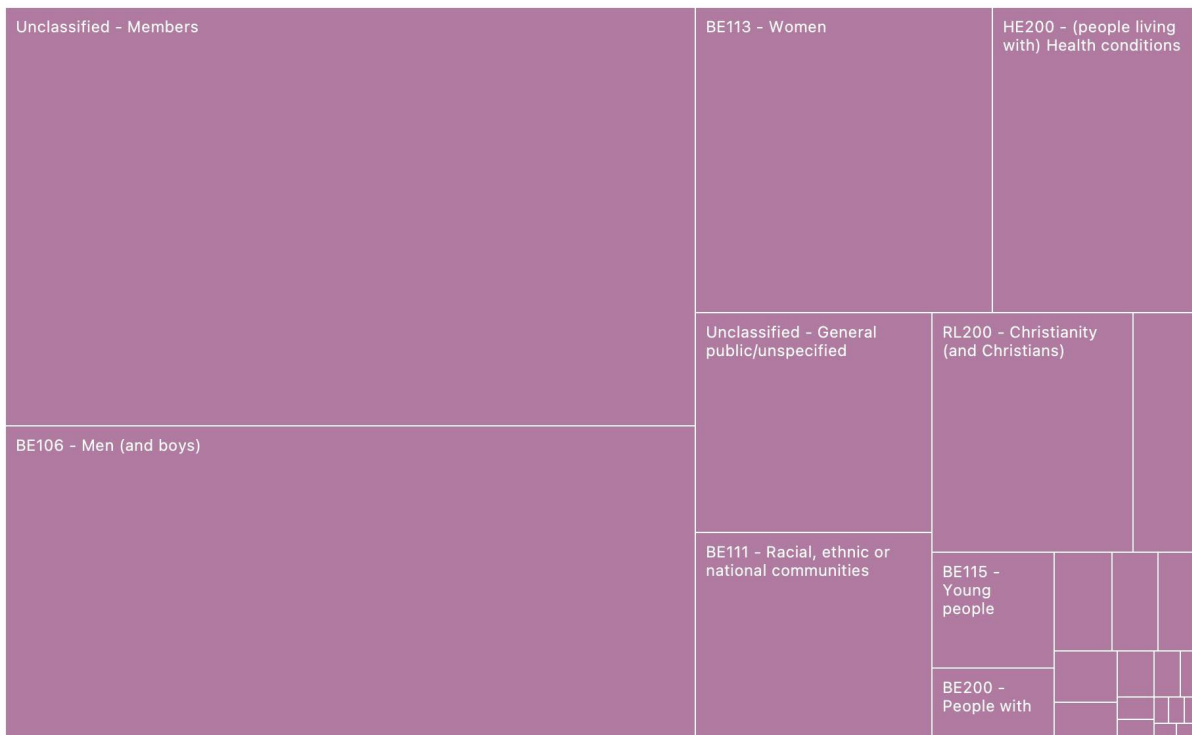 Unclassified - Members
BE113 - Women
HE200 - (people living
with) Health conditions
Unclassified - General
public/unspecified
RL200 - Christianity
(and Christians)
BE106 - Men (and boys)
BE111 - Racial, ethnic or
national communities
BE115 -
Young
people
BE200 -
People with